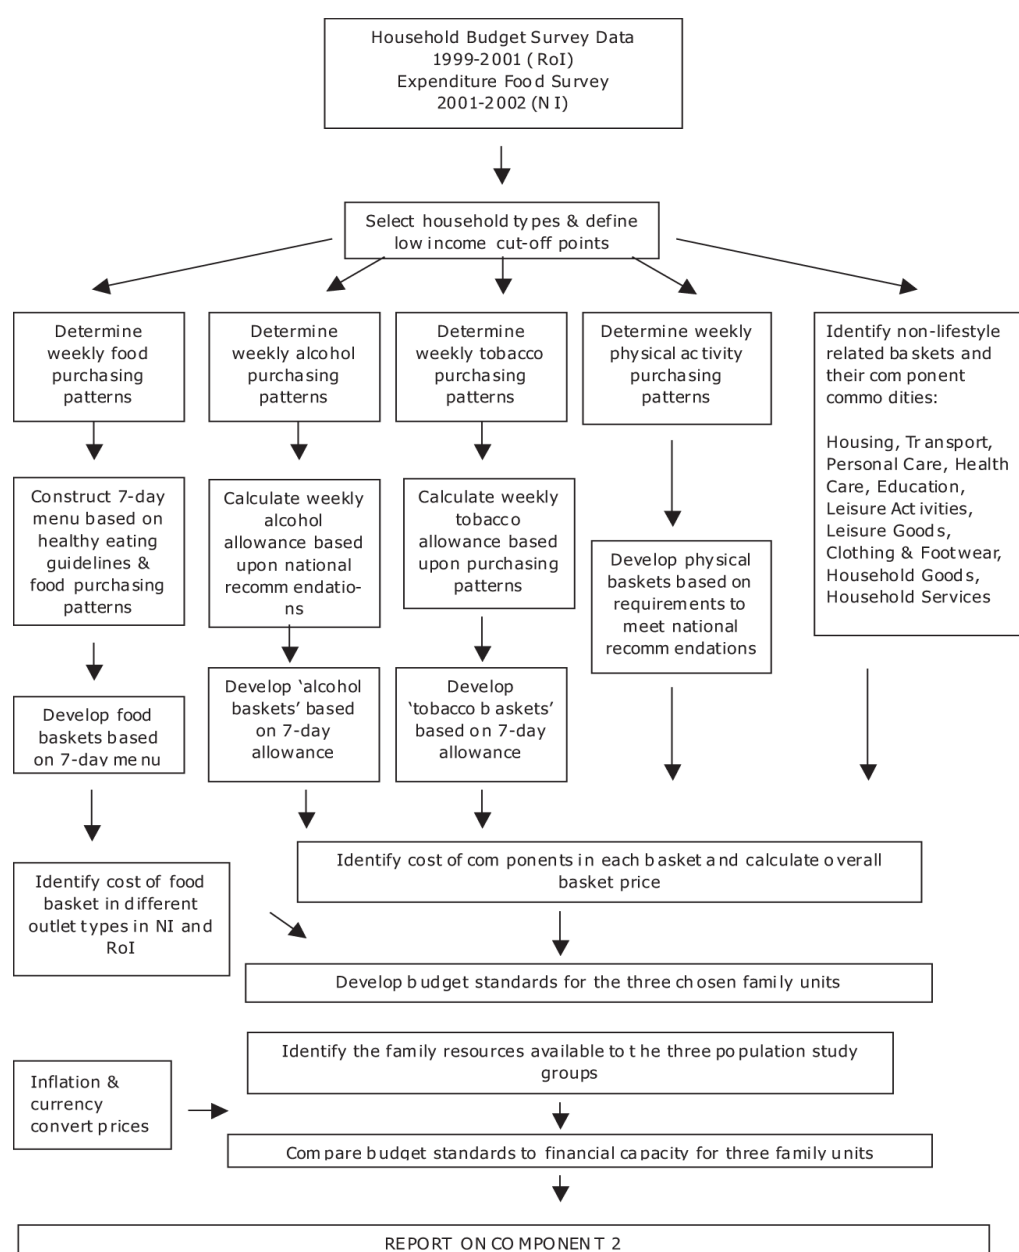 Household Budget Survey Data
1999-2001 (RoI)
Expenditure Food Survey
2001-2002 (NI)
Select household types & define
low income cut-off points
Determine
weekly food
purchasing
patterns
Determine
weekly alcohol
purchasing
patterns
Determine
weekly tobacco
purchasing
patterns
Determine weekly
physical activity
purchasing
patterns
Identify non-lifestyle
related baskets and
their component
commodities:
Housing, Transport,
Personal Care, Health
Care, Education,
Leisure Activities,
Leisure Goods,
Clothing & Footwear,
Household Goods,
Household Services
Construct 7-day
menu based on
healthy eating
guidelines &
food purchasing
patterns
Calculate weekly
alcohol
allowance based
upon national
recommendatio-
ns
Calculate weekly
tobacco
allowance based
upon purchasing
patterns
Develop physical
baskets based on
requirements to
meet national
recommendations
Develop food
baskets based
on 7-day menu
Develop ‘alcohol
baskets’ based
on 7-day
allowance
Develop
‘tobacco baskets’
based on 7-day
allowance
Identify cost of components in each basket and calculate overall
basket price
Identify cost of food
basket in different
outlet types in NI and
RoI
Develop budget standards for the three chosen family units
Identify the family resources available to the three population study
groups
Inflation &
currency
convert prices
Compare budget standards to financial capacity for three family units
REPORT ON COMPONENT 2